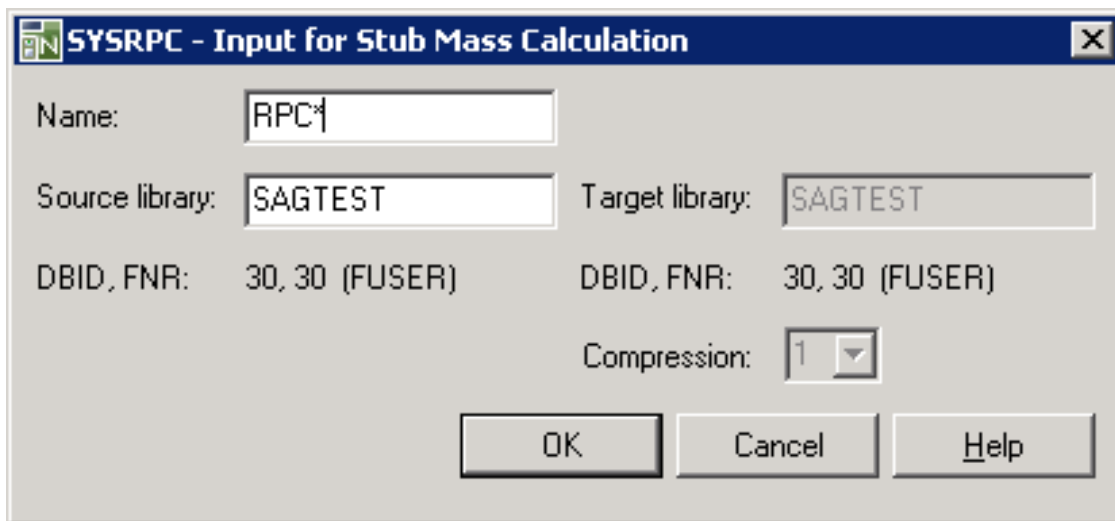 SYSRPC - Input for Stub Mass Calculation
Name: RPC*
Source library: SAGTEST Target library: SAGTEST
DBID, FNR: 30, 30 (FUSER) DBID, FNR: 30, 30 (FUSER)
Compression: 1
OK Cancel Help